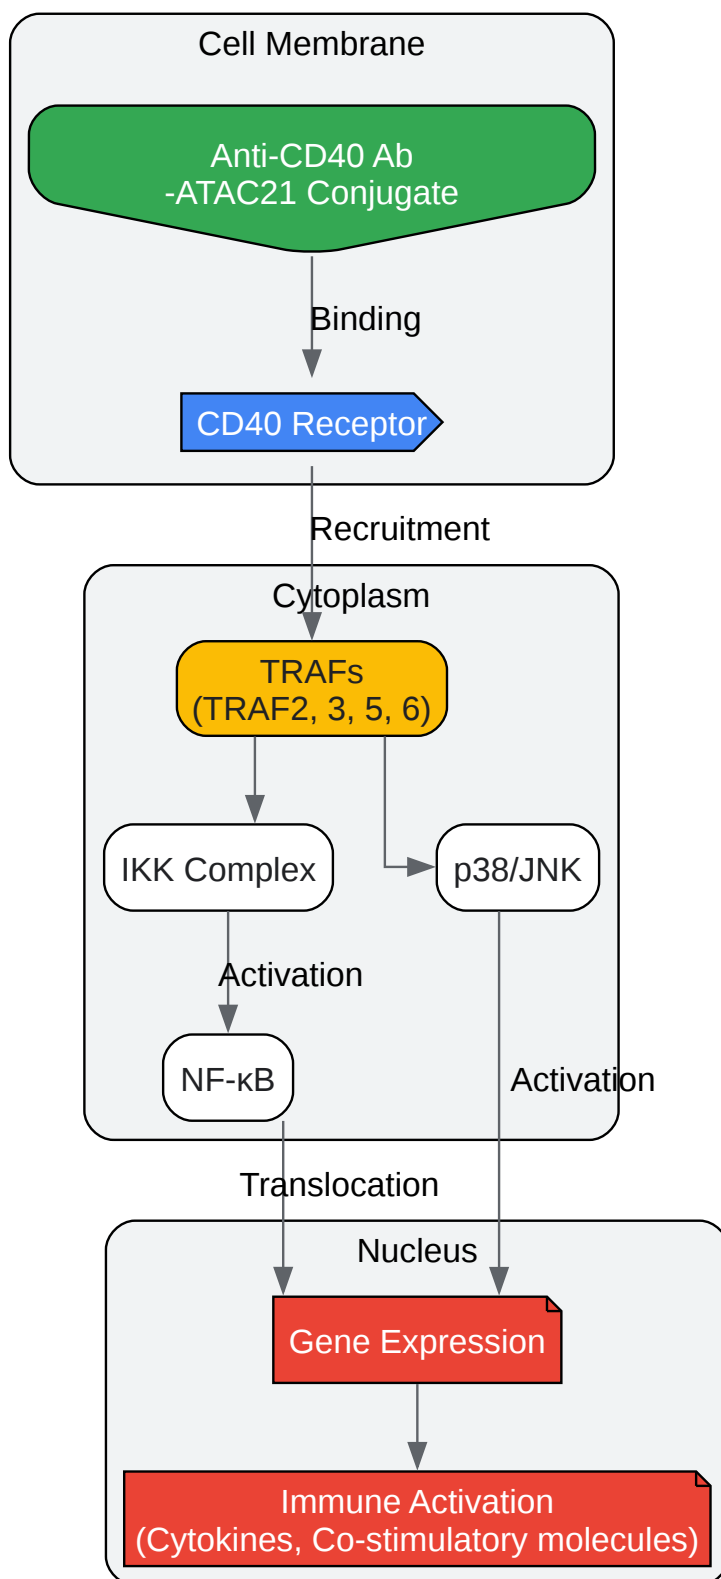 Cell Membrane
Anti-CD40 Ab
-ATAC21 Conjugate
Binding
CD40 Receptor
Recruitment
Cytoplasm
TRAFs
(TRAF2, 3, 5, 6)
IKK Complex
p38/JNK
Activation
NF-κB
Activation
Translocation
Nucleus
Gene Expression
Immune Activation
(Cytokines, Co-stimulatory molecules)